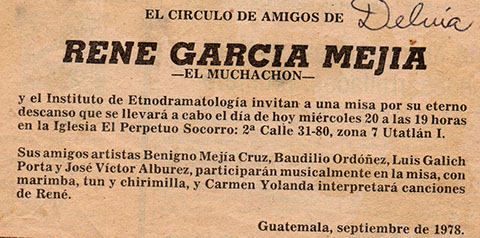 EL CIRCULO DE AMIGOS DE Delvia
RENE GARCIA MEJIA
—EL MUCHACHON—
y el Instituto de Etnodramatología invitan a una misa por su eterno
descanso que se llevará a cabo el día de hoy miércoles 20 a las 19 horas
en la Iglesia El Perpetuo Socorro: 2ª Calle 31-80, zona 7 Utatlán I.
Sus amigos artistas Benigno Mejía Cruz, Baudilio Ordóñez, Luis Galich
Porta y José Víctor Alburez, participarán musicalmente en la misa, con
marimba, tun y chirimilla, y Carmen Yolanda interpretará canciones
de René.
Guatemala, septiembre de 1978.